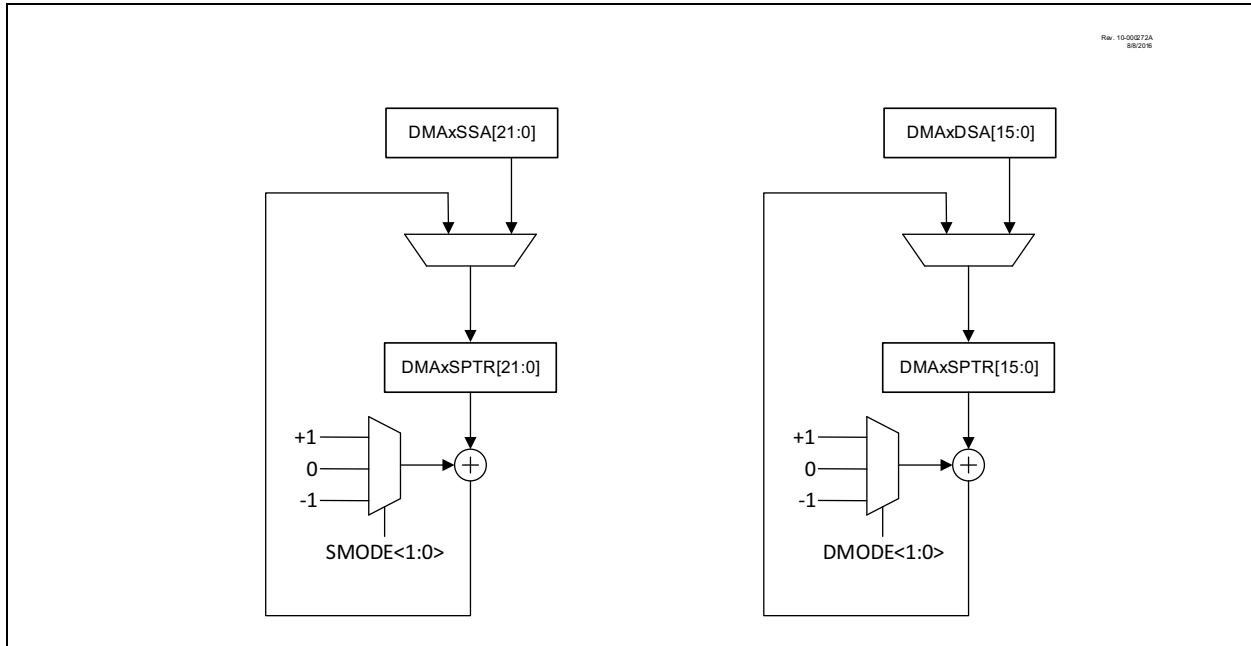 Rev. 10-000272A
8/8/2016
DMAxSSA[21:0]
DMAxDSA[15:0]
DMAxSPTR[21:0]
DMAxSPTR[15:0]
+1
0
-1
SMODE<1:0>
+1
0
-1
DMODE<1:0>